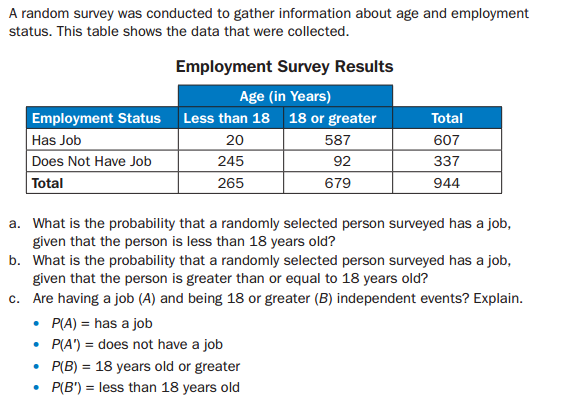 A random survey was conducted to gather information about age and employment
status. This table shows the data that were collected.
Employment Survey Results
Age (in Years)
Employment Status Less than 18 18 or greater Total
Has Job 20 587 607
Does Not Have Job 245 92 337
Total 265 679 944
a. What is the probability that a randomly selected person surveyed has a job,
given that the person is less than 18 years old?
b. What is the probability that a randomly selected person surveyed has a job,
given that the person is greater than or equal to 18 years old?
c. Are having a job (A) and being 18 or greater (B) independent events? Explain.
• P(A) = has a job
• P(A') = does not have a job
• P(B) = 18 years old or greater
• P(B') = less than 18 years old